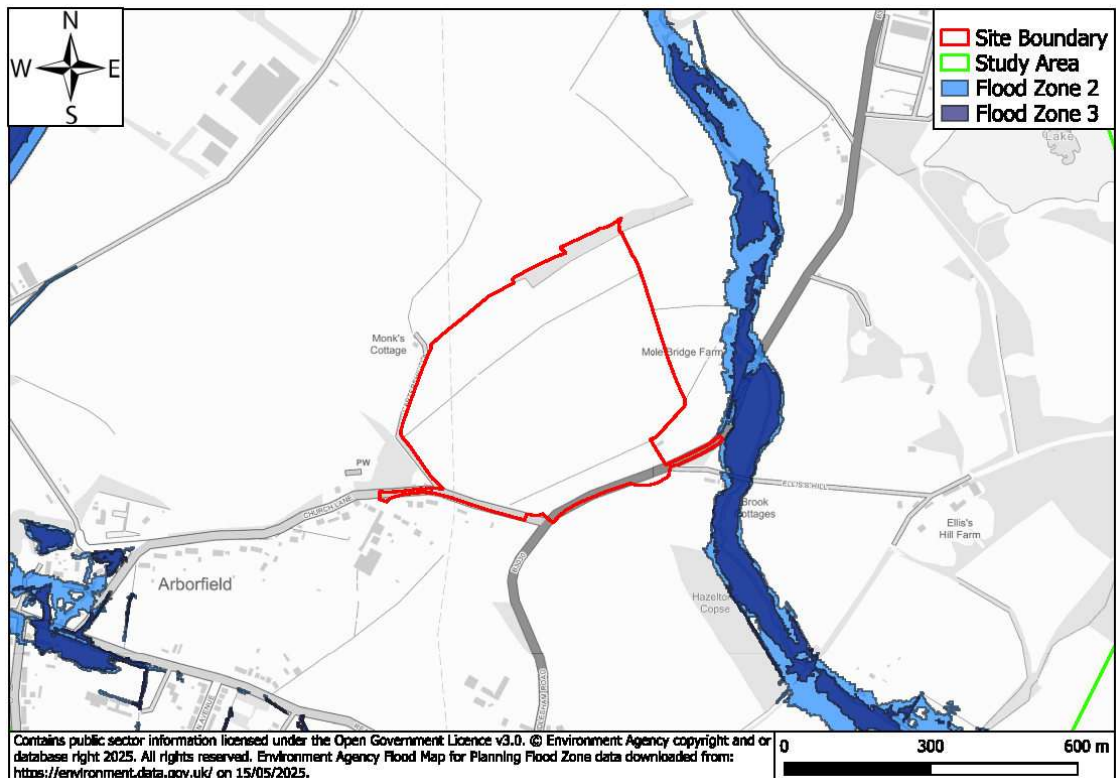 N
W E
S
Site Boundary
Study Area
Flood Zone 2
Flood Zone 3
Lake
Monk's
Cottage
Mole Bridge Farm
PW
CHURCH LANE
Brook
Cottages
Ellis's
Hill Farm
Arborfield
Hazelton
Copse
Contains public sector information licensed under the Open Government Licence v3.0. © Environment Agency copyright and or
database right 2025. All rights reserved. Environment Agency Flood Map for Planning Flood Zone data downloaded from:
https://environment.data.gov.uk/ on 15/05/2025.
0 300 600 m